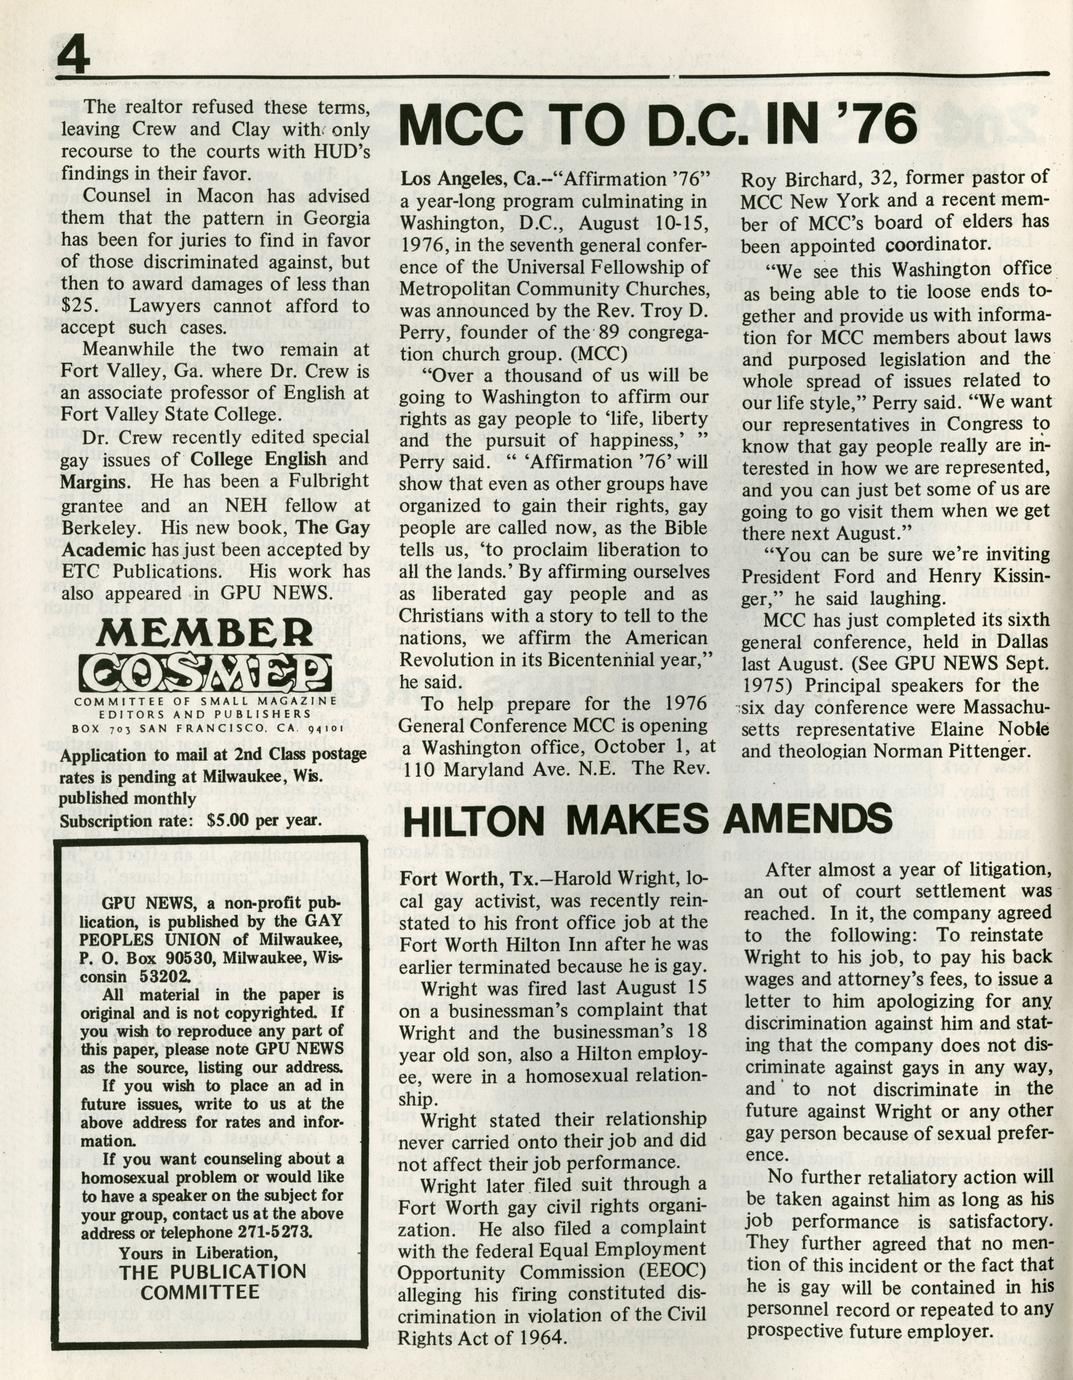 4
The realtor refused these terms,
leaving Crew and Clay with only
recourse to the courts with HUD's
findings in their favor.
Counsel in Macon has advised
them that the pattern in Georgia
has been for juries to find in favor
of those discriminated against, but
then to award damages of less than
$25. Lawyers cannot afford to
accept such cases.
Meanwhile the two remain at
Fort Valley, Ga. where Dr. Crew is
an associate professor of English at
Fort Valley State College.
Dr. Crew recently edited special
gay issues of College English and
Margins. He has been a Fulbright
grantee and an NEH fellow at
Berkeley. His new book, The Gay
Academic has just been accepted by
ETC Publications. His work has
also appeared in GPU NEWS.
MEMBER
COSMEP
COMMITTEE OF SMALL MAGAZINE
EDITORS AND PUBLISHERS
BOX 703 SAN FRANCISCO, CA. 94101
Application to mail at 2nd Class postage
rates is pending at Milwaukee, Wis.
published monthly
Subscription rate: $5.00 per year.
GPU NEWS, a non-profit pub-
lication, is published by the GAY
PEOPLES UNION of Milwaukee,
P. O. Box 90530, Milwaukee, Wis-
consin 53202.
All material in the paper is
original and is not copyrighted. If
you wish to reproduce any part of
this paper, please note GPU NEWS
as the source, listing our address.
If you wish to place an ad in
future issues, write to us at the
above address for rates and infor-
mation.
If you want counseling about a
homosexual problem or would like
to have a speaker on the subject for
your group, contact us at the above
address or telephone 271-5273.
Yours in Liberation,
THE PUBLICATION
COMMITTEE
MCC TO D.C. IN '76
Los Angeles, Ca.--"Affirmation '76"
a year-long program culminating in
Washington, D.C., August 10-15,
1976, in the seventh general confer-
ence of the Universal Fellowship of
Metropolitan Community Churches,
was announced by the Rev. Troy D.
Perry, founder of the 89 congrega-
tion church group. (MCC)
"Over a thousand of us will be
going to Washington to affirm our
rights as gay people to 'life, liberty
and the pursuit of happiness,' "
Perry said. " 'Affirmation '76' will
show that even as other groups have
organized to gain their rights, gay
people are called now, as the Bible
tells us, 'to proclaim liberation to
all the lands.' By affirming ourselves
as liberated gay people and as
Christians with a story to tell to the
nations, we affirm the American
Revolution in its Bicentennial year,"
he said.
To help prepare for the 1976
General Conference MCC is opening
a Washington office, October 1, at
110 Maryland Ave. N.E. The Rev.
Roy Birchard, 32, former pastor of
MCC New York and a recent mem-
ber of MCC's board of elders has
been appointed coordinator.
"We see this Washington office
as being able to tie loose ends to-
gether and provide us with informa-
tion for MCC members about laws
and purposed legislation and the
whole spread of issues related to
our life style," Perry said. "We want
our representatives in Congress to
know that gay people really are in-
terested in how we are represented,
and you can just bet some of us are
going to go visit them when we get
there next August."
"You can be sure we're inviting
President Ford and Henry Kissin-
ger," he said laughing.
MCC has just completed its sixth
general conference, held in Dallas
last August. (See GPU NEWS Sept.
1975) Principal speakers for the
six day conference were Massachu-
setts representative Elaine Noble
and theologian Norman Pittenger.
HILTON MAKES AMENDS
Fort Worth, Tx.—Harold Wright, lo-
cal gay activist, was recently rein-
stated to his front office job at the
Fort Worth Hilton Inn after he was
earlier terminated because he is gay.
Wright was fired last August 15
on a businessman's complaint that
Wright and the businessman's 18
year old son, also a Hilton employ-
ee, were in a homosexual relation-
ship.
Wright stated their relationship
never carried onto their job and did
not affect their job performance.
Wright later filed suit through a
Fort Worth gay civil rights organi-
zation. He also filed a complaint
with the federal Equal Employment
Opportunity Commission (EEOC)
alleging his firing constituted dis-
crimination in violation of the Civil
Rights Act of 1964.
After almost a year of litigation,
an out of court settlement was
reached. In it, the company agreed
to the following: To reinstate
Wright to his job, to pay his back
wages and attorney's fees, to issue a
letter to him apologizing for any
discrimination against him and stat-
ing that the company does not dis-
criminate against gays in any way,
and to not discriminate in the
future against Wright or any other
gay person because of sexual prefer-
ence.
No further retaliatory action will
be taken against him as long as his
job performance is satisfactory.
They further agreed that no men-
tion of this incident or the fact that
he is gay will be contained in his
personnel record or repeated to any
prospective future employer.